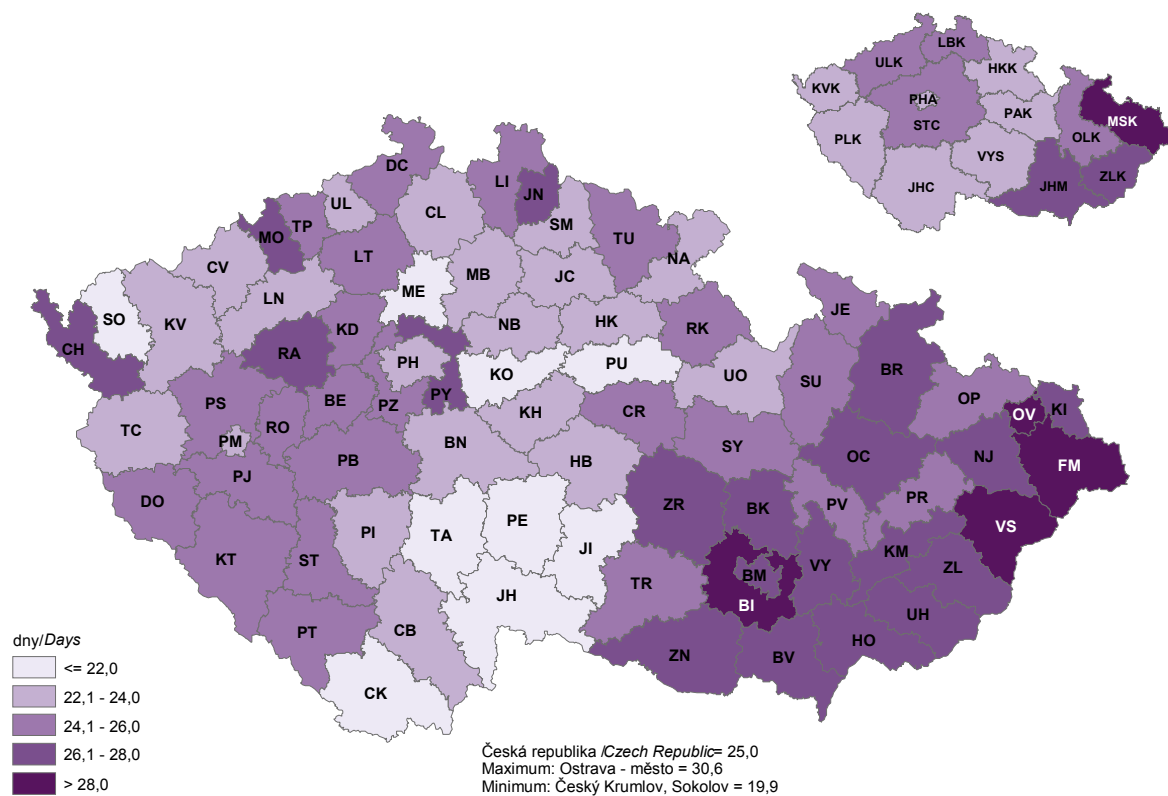 LBK
ULK
HKK
KVK
PHA
MSK
PAK
STC
PLK
OLK
VYS
ZLK
JHM
JHC
DC
LI
JN
UL
CL
TP
SM
MO
TU
LT
NA
CV
MB
JC
ME
LN
SO
KV
NB
HK
RK
JE
KD
CH
RA
PH
KO
PU
UO
BR
SU
PY
OP
PS
BE
PZ
KH
CR
OV
KI
TC
RO
PM
BN
SY
PB
HB
OC
NJ
FM
PJ
DO
PR
ZR
PV
BK
PE
VS
PI
TA
JI
KM
KT
ST
VY
ZL
BM
TR
JH
BI
UH
PT
CB
HO
ZN
BV
CK
dny/Days
<= 22,0
22,1 - 24,0
24,1 - 26,0
26,1 - 28,0
> 28,0
Česká republika /Czech Republic= 25,0
Maximum: Ostrava - město = 30,6
Minimum: Český Krumlov, Sokolov = 19,9